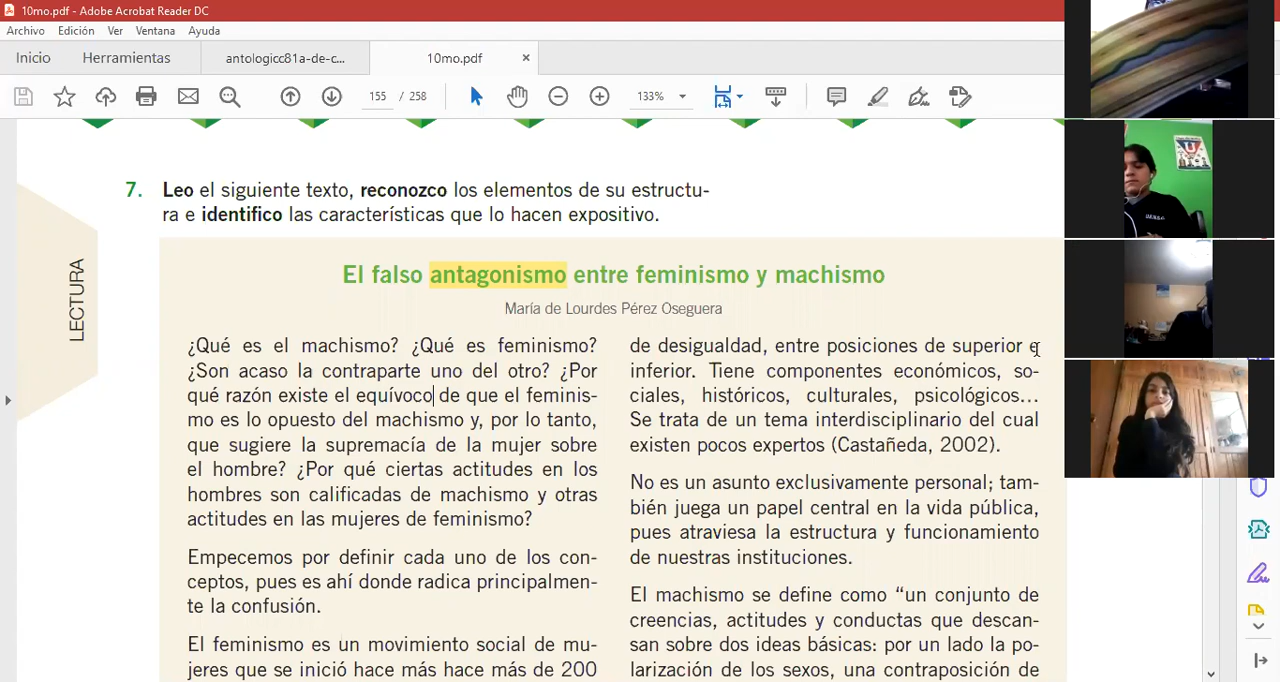 10mo.pdf - Adobe Acrobat Reader DC
Archivo Edición Ver Ventana Ayuda
Inicio Herramientas antologicc81a-de-c... 10mo.pdf ×
155 / 258 133%
LECTURA
7. Leo el siguiente texto, reconozco los elementos de su estructu-
ra e identifico las características que lo hacen expositivo.
El falso antagonismo entre feminismo y machismo
María de Lourdes Pérez Oseguera
¿Qué es el machismo? ¿Qué es feminismo?
¿Son acaso la contraparte uno del otro? ¿Por
qué razón existe el equívoco de que el feminis-
mo es lo opuesto del machismo y, por lo tanto,
que sugiere la supremacía de la mujer sobre
el hombre? ¿Por qué ciertas actitudes en los
hombres son calificadas de machismo y otras
actitudes en las mujeres de feminismo?
Empecemos por definir cada uno de los con-
ceptos, pues es ahí donde radica principalmen-
te la confusión.
El feminismo es un movimiento social de mu-
jeres que se inició hace más hace más de 200
de desigualdad, entre posiciones de superior e
inferior. Tiene componentes económicos, so-
ciales, históricos, culturales, psicológicos...
Se trata de un tema interdisciplinario del cual
existen pocos expertos (Castañeda, 2002).
No es un asunto exclusivamente personal; tam-
bién juega un papel central en la vida pública,
pues atraviesa la estructura y funcionamiento
de nuestras instituciones.
El machismo se define como “un conjunto de
creencias, actitudes y conductas que descan-
san sobre dos ideas básicas: por un lado la po-
larización de los sexos, una contraposición de